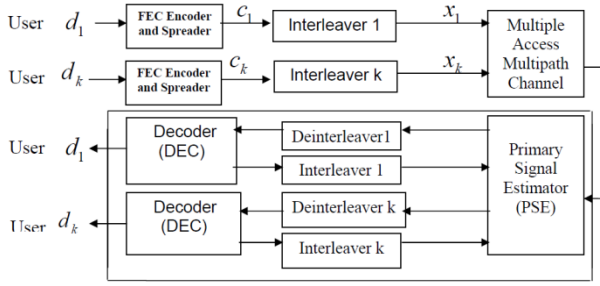 User d₁ FEC Encoder and Spreader c₁ Interleaver 1 x₁ Multiple Access Multipath Channel
User dₖ FEC Encoder and Spreader cₖ Interleaver k xₖ
User d₁ Decoder (DEC) Deinterleaver1 Primary Signal Estimator (PSE)
Interleaver 1
User dₖ Decoder (DEC) Deinterleaver k
Interleaver k